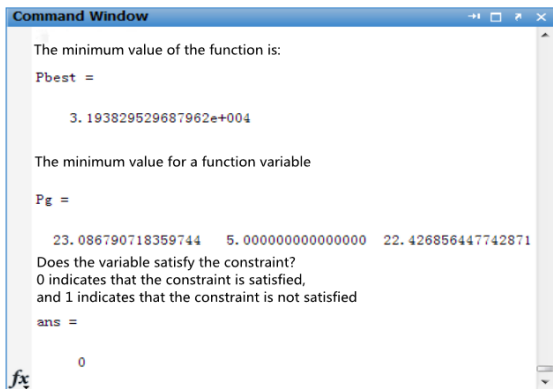 Command Window
The minimum value of the function is:
Pbest =
3.193829529687962e+004
The minimum value for a function variable
Pg =
23.086790718359744 5.000000000000000 22.426856447742871
Does the variable satisfy the constraint?
0 indicates that the constraint is satisfied,
and 1 indicates that the constraint is not satisfied
ans =
0
fx